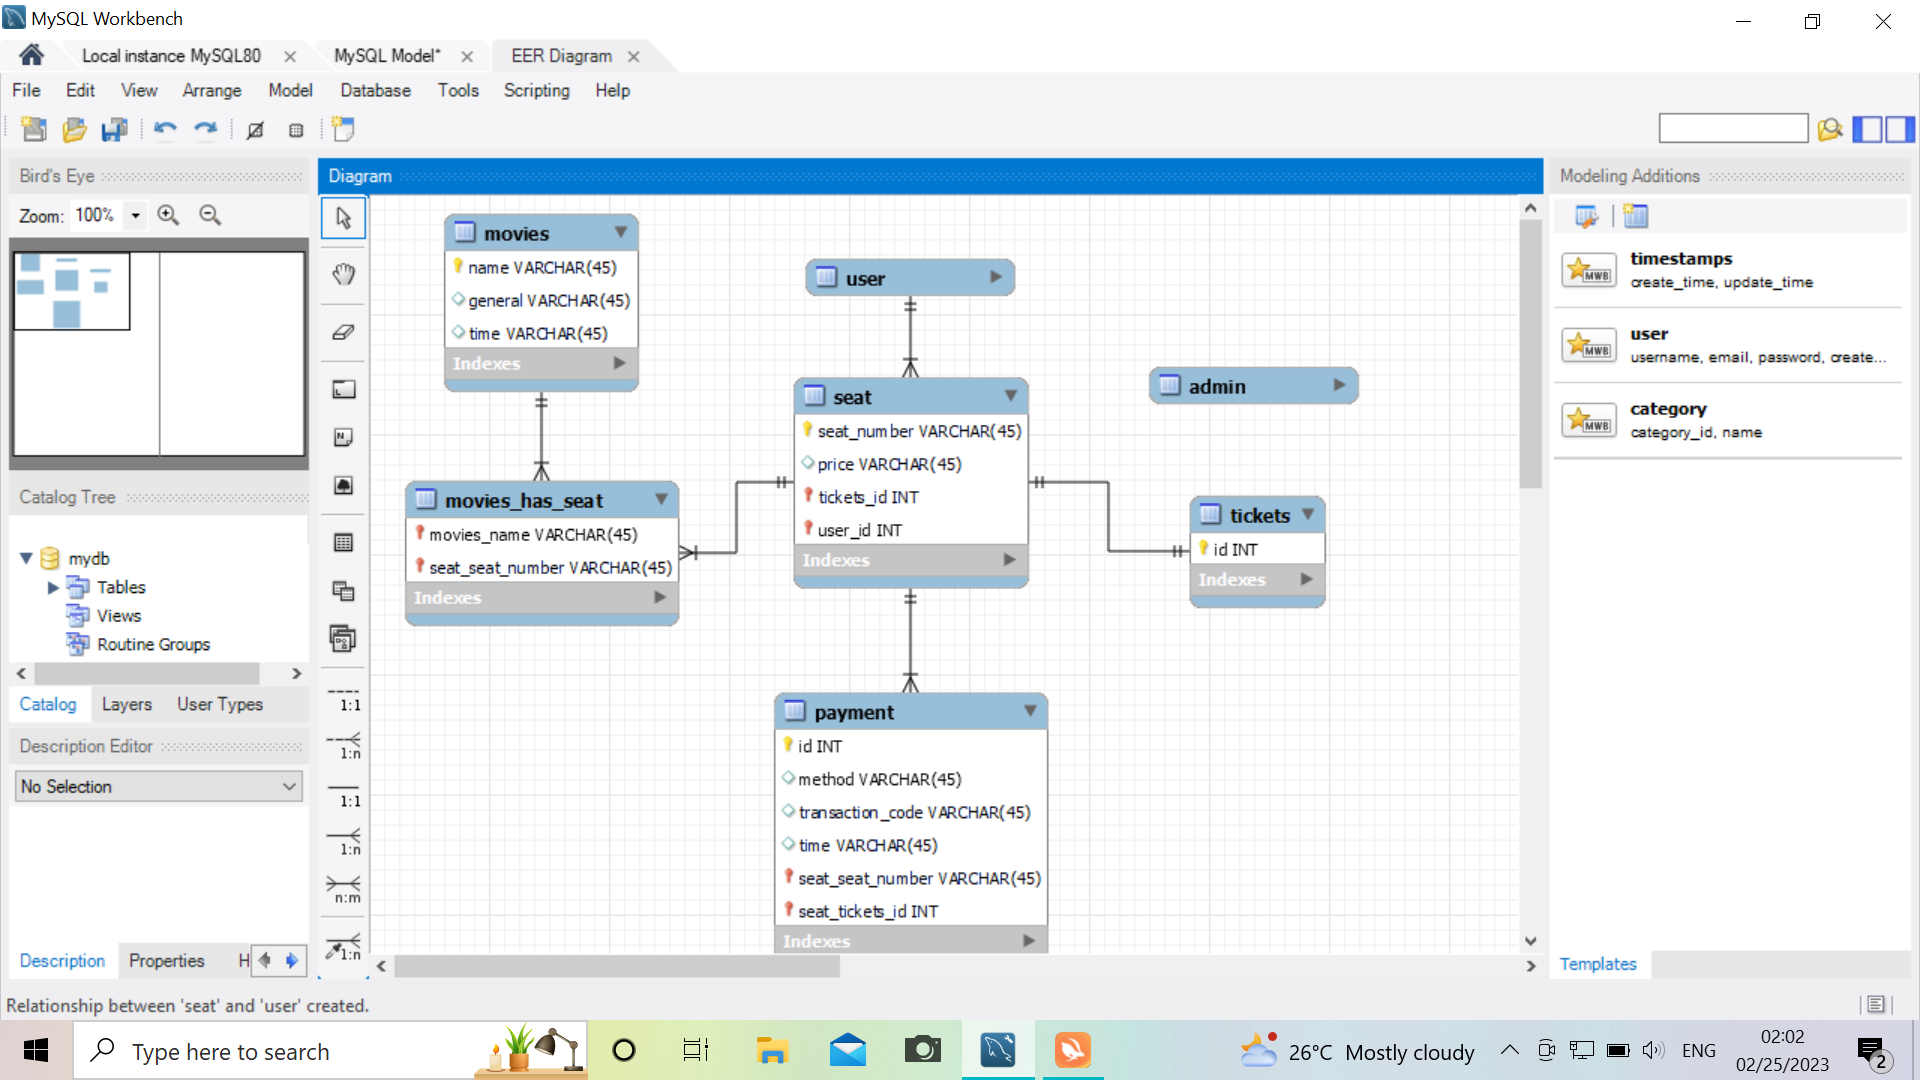 MySQL Workbench
Local instance MySQL80
MySQL Model*
EER Diagram
File Edit View Arrange Model Database Tools Scripting Help
Bird's Eye
Zoom: 100%
Diagram
Modeling Additions
movies
name VARCHAR(45)
general VARCHAR(45)
time VARCHAR(45)
Indexes
user
seat
seat_number VARCHAR(45)
price VARCHAR(45)
tickets_id INT
user_id INT
Indexes
admin
movies_has_seat
movies_name VARCHAR(45)
seat_seat_number VARCHAR(45)
Indexes
tickets
id INT
Indexes
payment
id INT
method VARCHAR(45)
transaction_code VARCHAR(45)
time VARCHAR(45)
seat_seat_number VARCHAR(45)
seat_tickets_id INT
Indexes
timestamps
create_time, update_time
user
username, email, password, create...
category
category_id, name
MWB
MWB
MWB
Templates
Catalog Tree
mydb
Tables
Views
Routine Groups
Catalog Layers User Types
Description Editor
No Selection
Description Properties H
1:1
1:n
1:1
1:n
n:m
1:n
Relationship between 'seat' and 'user' created.
Type here to search
26°C Mostly cloudy
ENG
02:02
02/25/2023
2